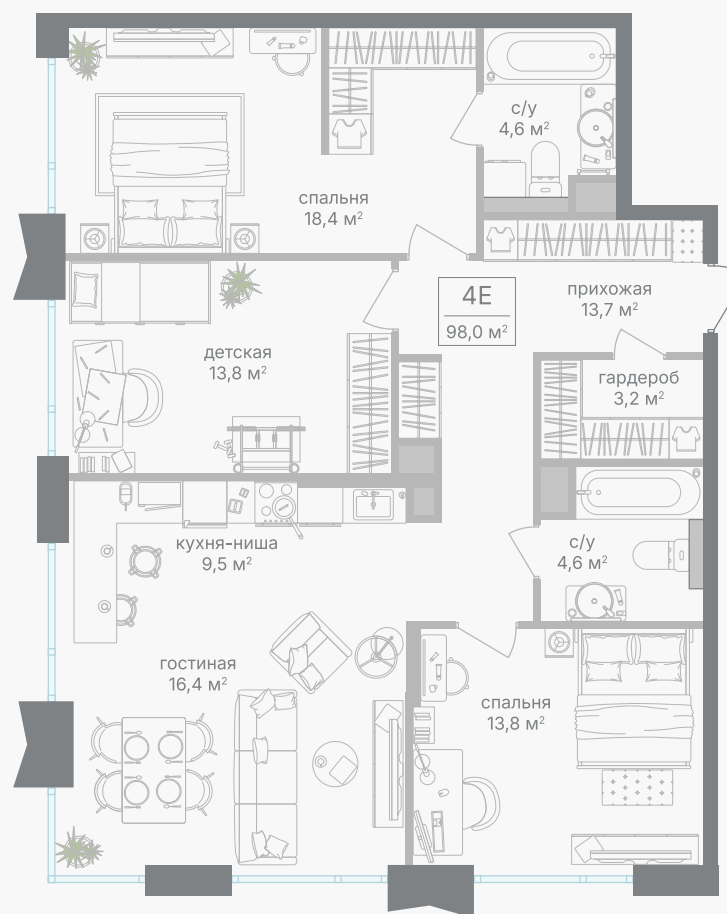 с/у
4,6 м²
спальня
18,4 м²
4Е
98,0 м²
прихожая
13,7 м²
детская
13,8 м²
гардероб
3,2 м²
кухня-ниша
9,5 м²
с/у
4,6 м²
гостиная
16,4 м²
спальня
13,8 м²